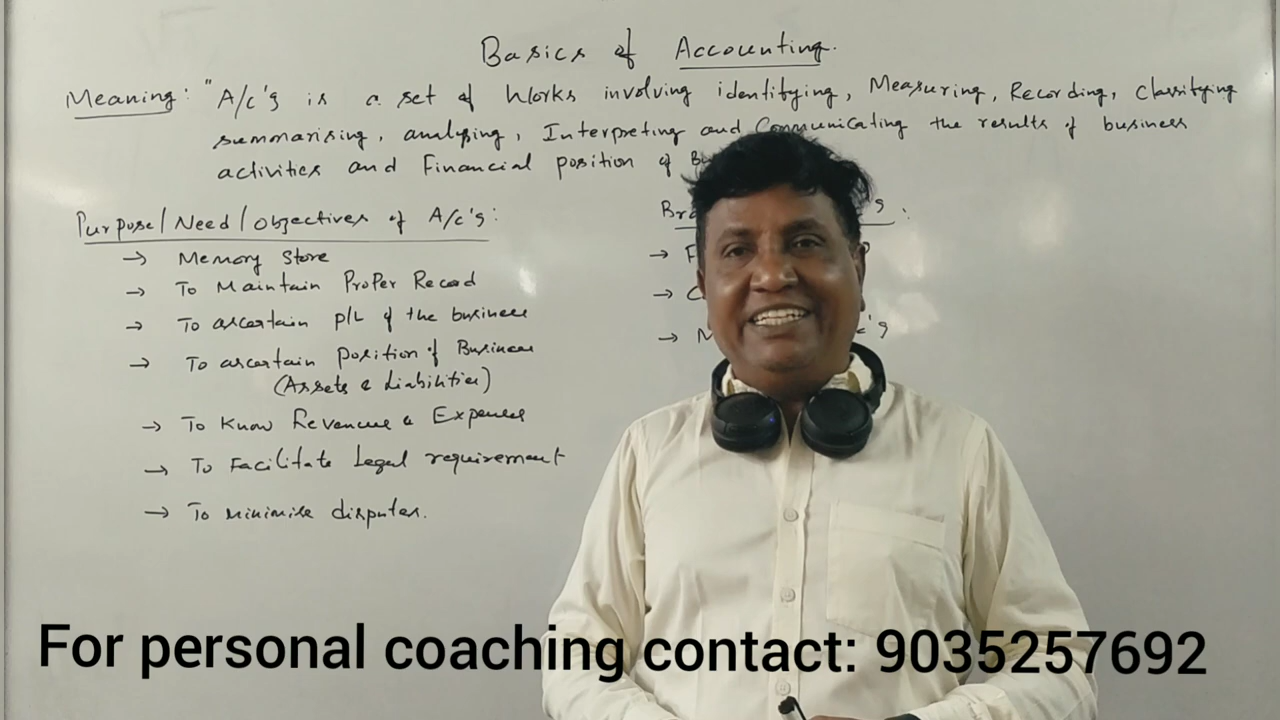 Basics of Accounting.
Meaning: "A/c's is a set of Works involving identifying, Measuring, Recording, Classifying
summarising, analysing, Interpreting and Communicating the results of business
activities and Financial position of
Purpose/Need/Objectives of A/c's:
→ Memory Store
→ To Maintain Proper Record
→ To ascertain P/L of the business
→ To ascertain position of Business
(Assets & Liabilities)
→ To Know Revenue & Expenses
→ To Facilitate Legal requirement
→ To minimise disputes.
For personal coaching contact: 9035257692